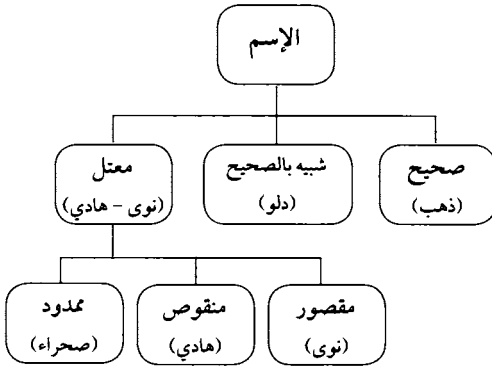 الإسم
صحيح
(ذهب)
شبيه بالصحيح
(دلو)
معتل
(نوى – هادي)
مقصور
(نوى)
منقوص
(هادي)
ممدود
(صحراء)